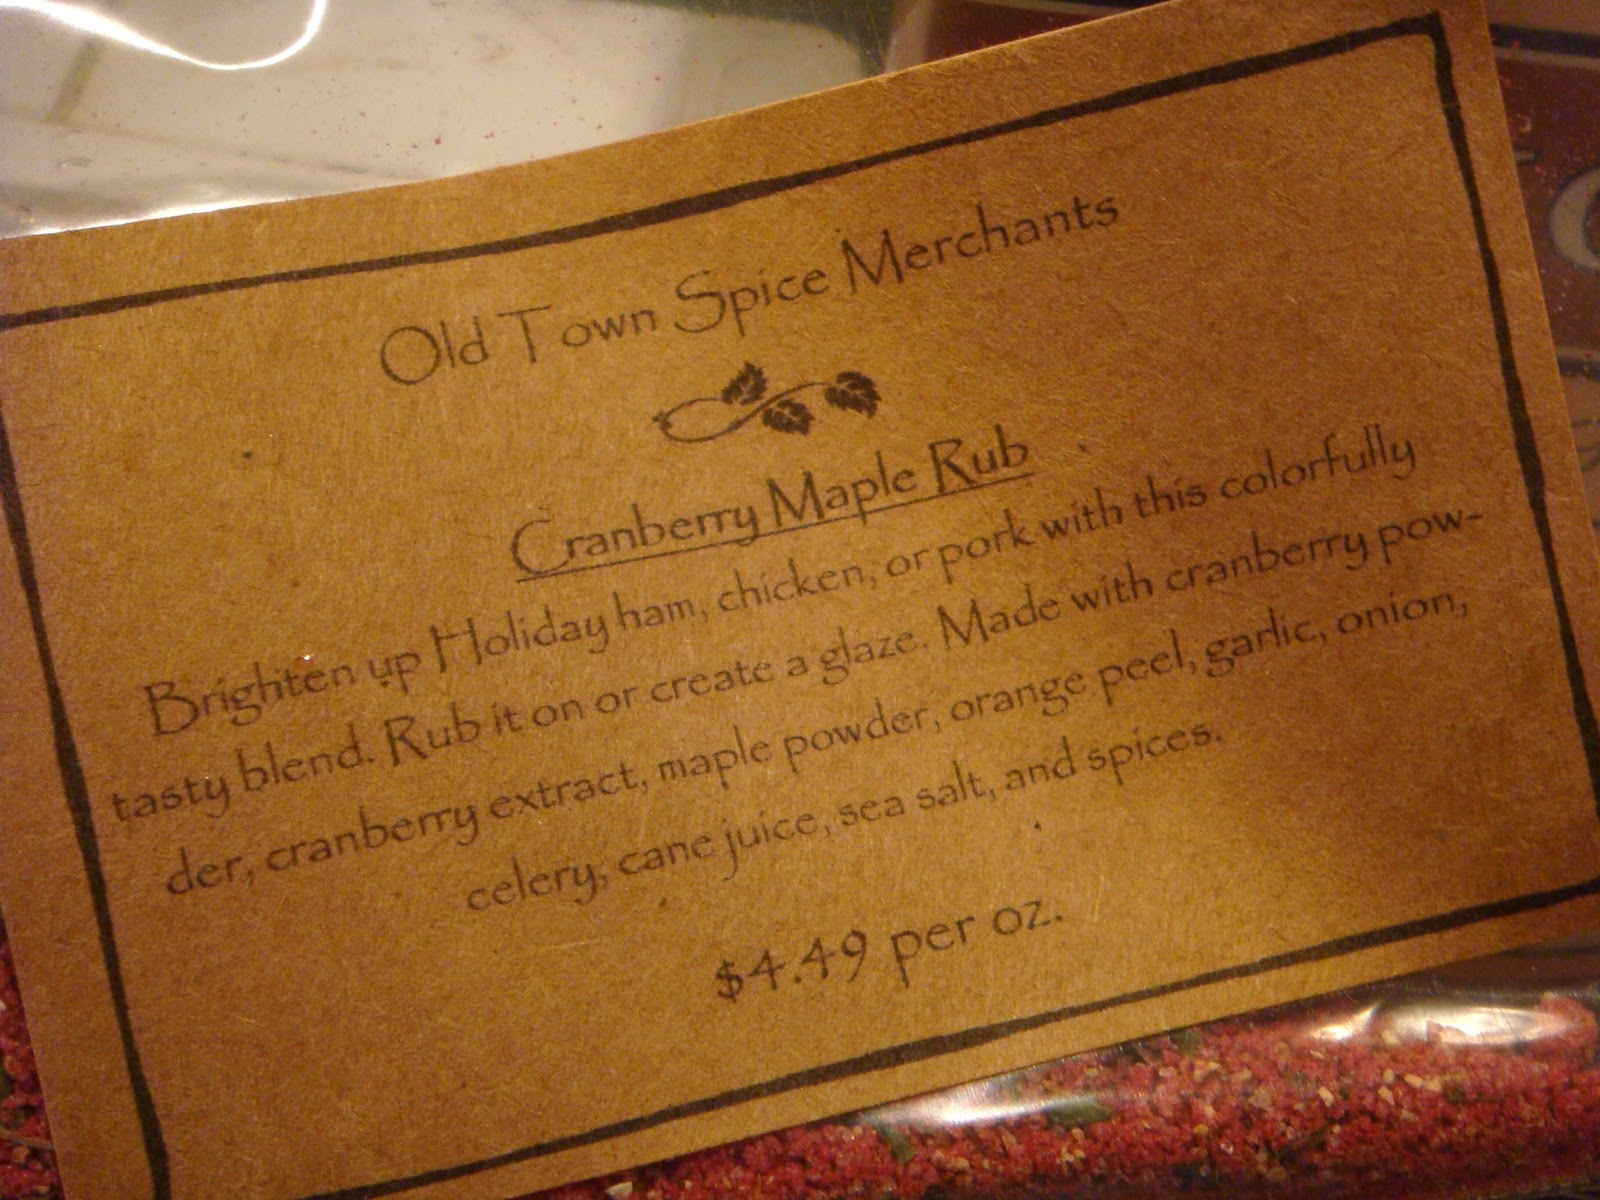 Old Town Spice Merchants
Cranberry Maple Rub
Brighten up Holiday ham, chicken, or pork with this colorfully
tasty blend. Rub it on or create a glaze. Made with cranberry pow-
der, cranberry extract, maple powder, orange peel, garlic, onion,
celery, cane juice, sea salt, and spices.
$4.49 per oz.